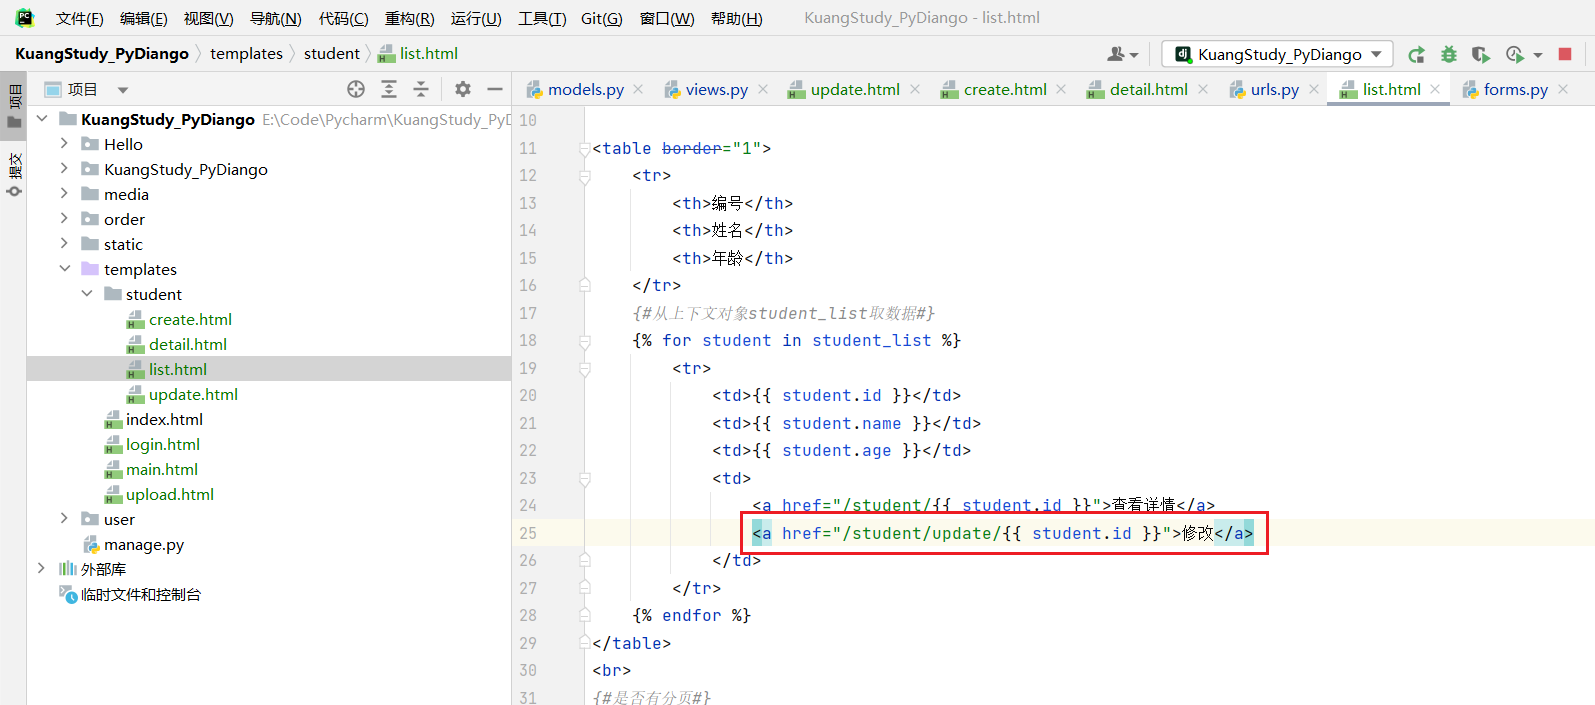 文件(F) 编辑(E) 视图(V) 导航(N) 代码(C) 重构(R) 运行(U) 工具(T) Git(G) 窗口(W) 帮助(H) KuangStudy_PyDiango - list.html
KuangStudy_PyDiango templates student list.html KuangStudy_PyDiango
项目
提交
项目
KuangStudy_PyDiango E:\Code\Pycharm\KuangStudy_PyD
Hello
KuangStudy_PyDiango
media
order
static
templates
student
create.html
detail.html
list.html
update.html
index.html
login.html
main.html
upload.html
user
manage.py
外部库
临时文件和控制台
models.py views.py update.html create.html detail.html urls.py list.html forms.py
10
11 <table border="1">
12 <tr>
13 <th>编号</th>
14 <th>姓名</th>
15 <th>年龄</th>
16 </tr>
17 {#从上下文对象student_list取数据#}
18 {% for student in student_list %}
19 <tr>
20 <td>{{ student.id }}</td>
21 <td>{{ student.name }}</td>
22 <td>{{ student.age }}</td>
23 <td>
24 <a href="/student/{{ student.id }}">查看详情</a>
25 <a href="/student/update/{{ student.id }}">修改</a>
26 </td>
27 </tr>
28 {% endfor %}
29 </table>
30 <br>
31 {#是否有分页#}